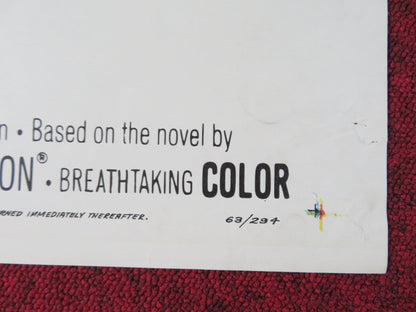 n • Based on the novel by
ON® • BREATHTAKING COLOR
RNED IMMEDIATELY THEREAFTER. 63/234